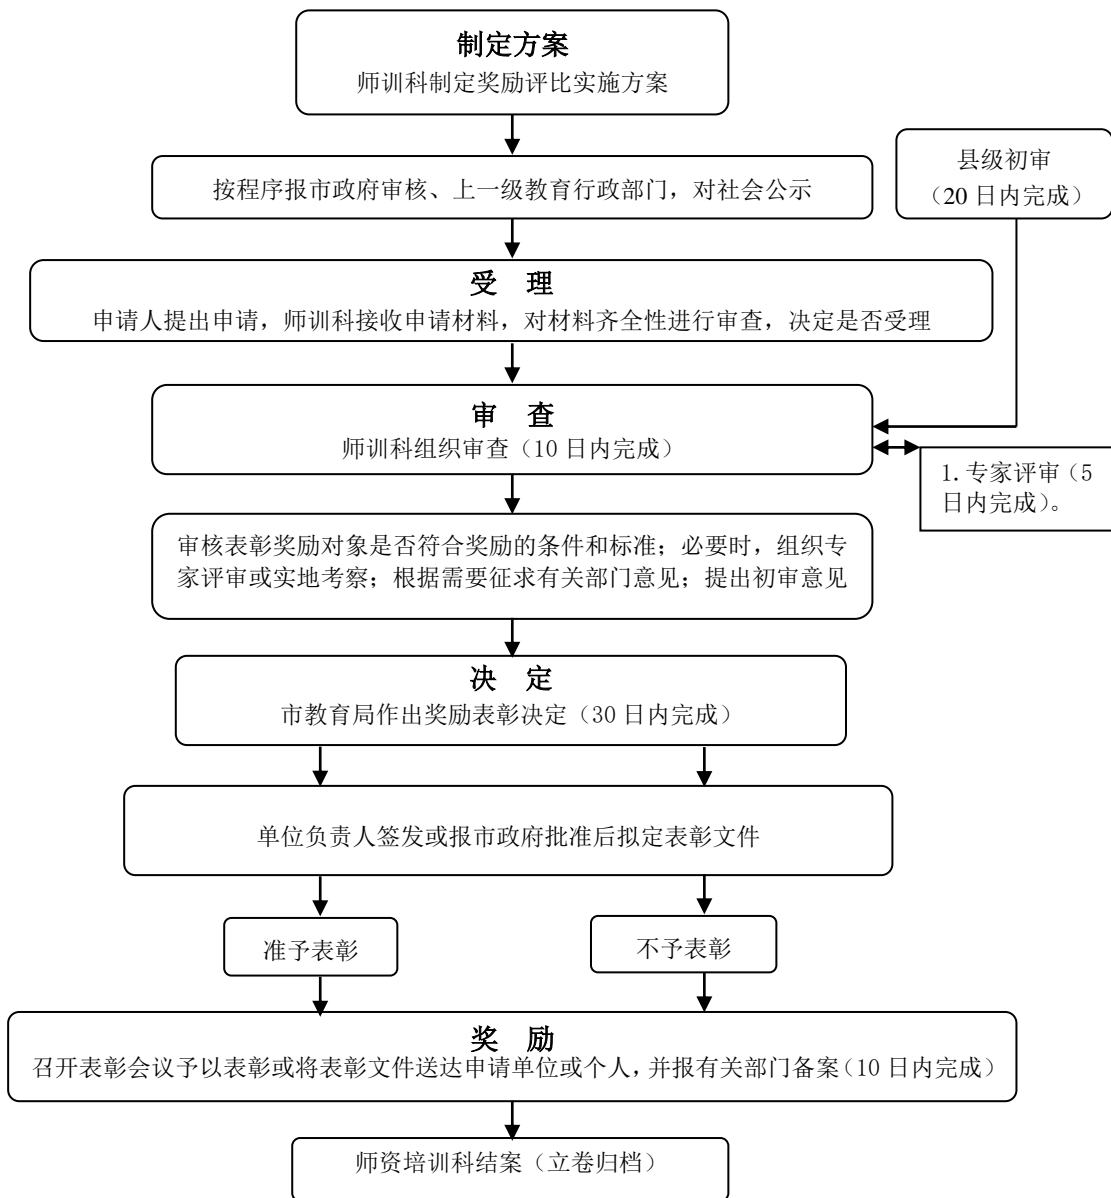 制定方案
师训科制定奖励评比实施方案
县级初审
（20 日内完成）
按程序报市政府审核、上一级教育行政部门，对社会公示
受 理
申请人提出申请，师训科接收申请材料，对材料齐全性进行审查，决定是否受理
审 查
师训科组织审查（10 日内完成）
1.专家评审（5
日内完成）。
审核表彰奖励对象是否符合奖励的条件和标准；必要时，组织专
家评审或实地考察；根据需要征求有关部门意见；提出初审意见
决 定
市教育局作出奖励表彰决定（30 日内完成）
单位负责人签发或报市政府批准后拟定表彰文件
准予表彰
不予表彰
奖 励
召开表彰会议予以表彰或将表彰文件送达申请单位或个人，并报有关部门备案（10 日内完成）
师资培训科结案（立卷归档）